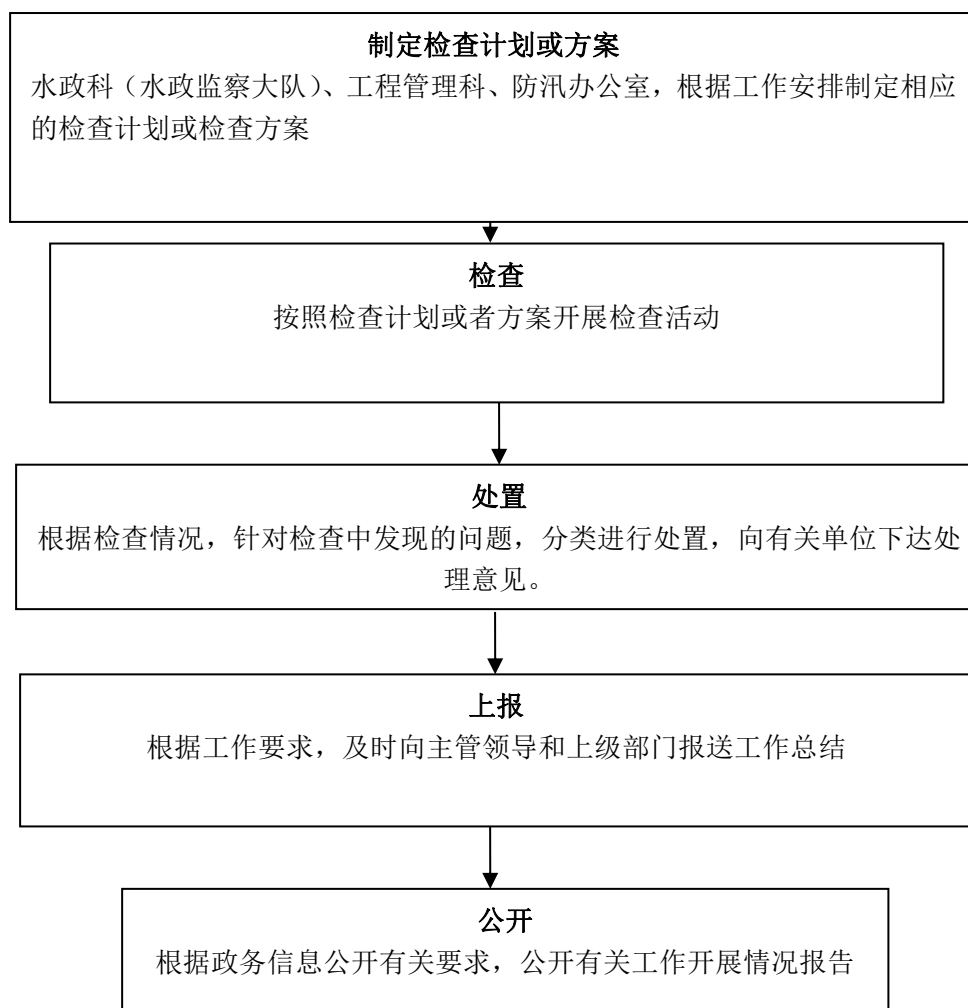 制定检查计划或方案
水政科（水政监察大队）、工程管理科、防汛办公室，根据工作安排制定相应
的检查计划或检查方案
检查
按照检查计划或者方案开展检查活动
处置
根据检查情况，针对检查中发现的问题，分类进行处置，向有关单位下达处
理意见。
上报
根据工作要求，及时向主管领导和上级部门报送工作总结
公开
根据政务信息公开有关要求，公开有关工作开展情况报告